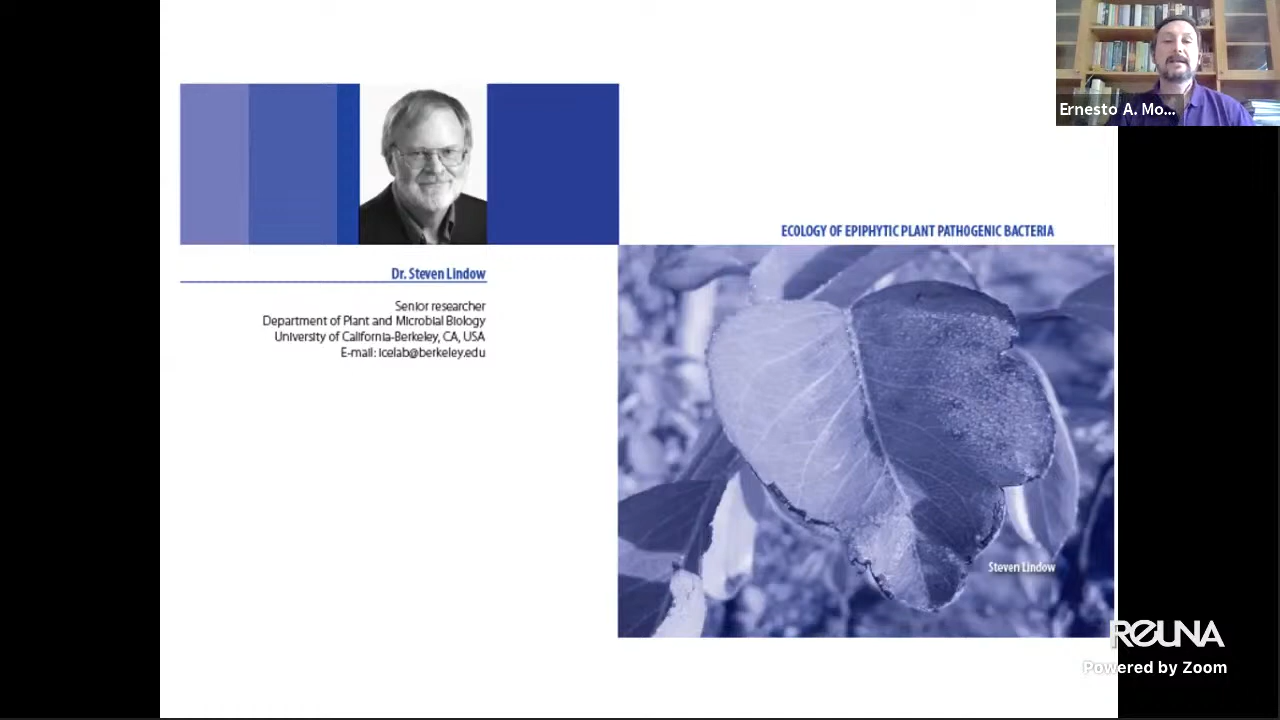 Ernesto A. Mo...
ECOLOGY OF EPIPHYTIC PLANT PATHOGENIC BACTERIA
Dr. Steven Lindow
Senior researcher
Department of Plant and Microbial Biology
University of California-Berkeley, CA, USA
E-mail: icelab@berkeley.edu
Steven Lindow
REUNA
Powered by Zoom